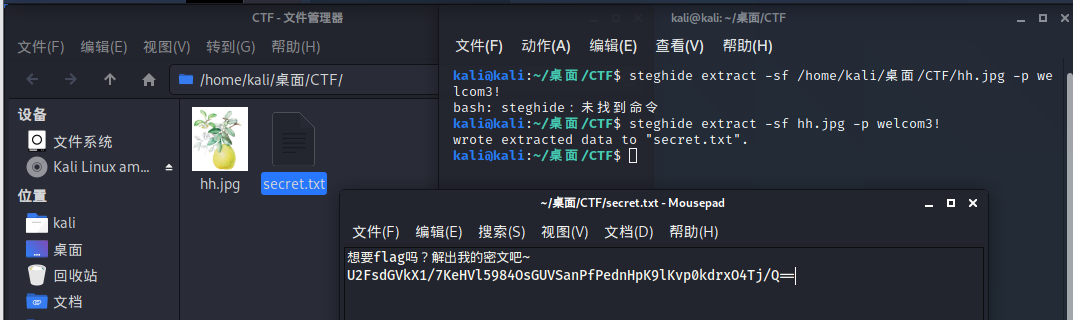 CTF - 文件管理器
文件(F) 编辑(E) 视图(V) 转到(G) 帮助(H)
/home/kali/桌面/CTF/
设备
文件系统
Kali Linux am...
位置
kali
桌面
回收站
文档
hh.jpg
secret.txt
kali@kali: ~/桌面/CTF
文件(F) 动作(A) 编辑(E) 查看(V) 帮助(H)
kali@kali:~/桌面/CTF$ steghide extract -sf /home/kali/桌面/CTF/hh.jpg -p we
lcom3!
bash: steghide：未找到命令
kali@kali:~/桌面/CTF$ steghide extract -sf hh.jpg -p welcom3!
wrote extracted data to "secret.txt".
kali@kali:~/桌面/CTF$
~/桌面/CTF/secret.txt - Mousepad
文件(F) 编辑(E) 搜索(S) 视图(V) 文档(D) 帮助(H)
想要flag吗？解出我的密文吧~
U2FsdGVkX1/7KeHVl5984OsGUVSanPfPednHpK9lKvp0kdrxO4Tj/Q==